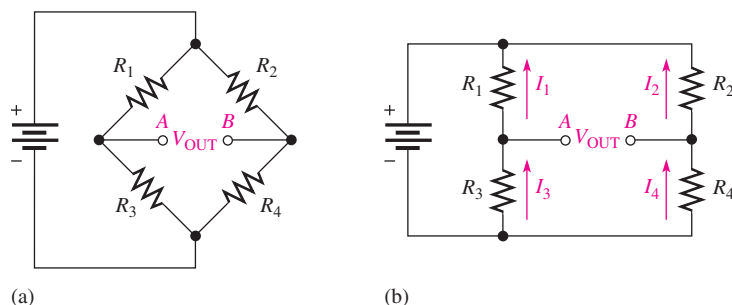 R1 R2
A VOUT B
+
−
R3 R4
(a)
R1 I1 I2 R2
+
−
A VOUT B
R3 I3 I4 R4
(b)